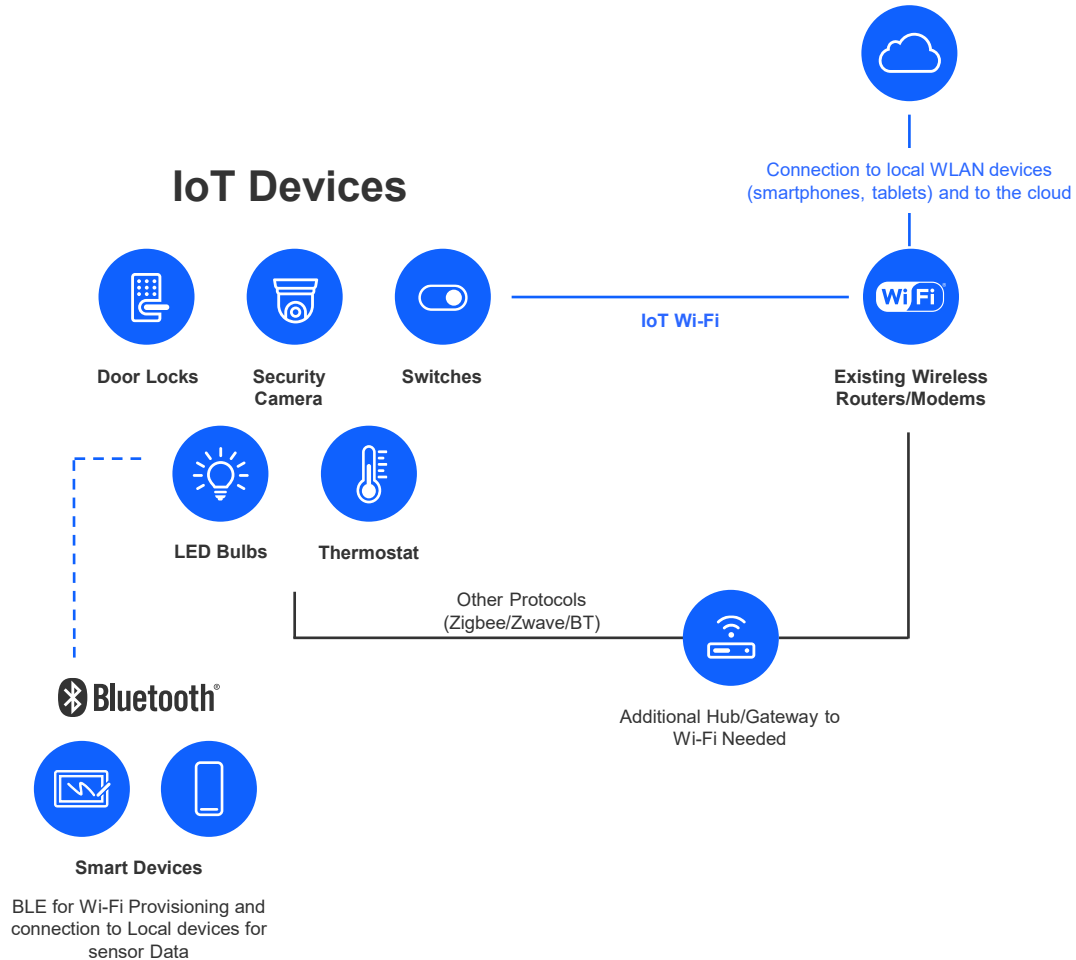 Connection to local WLAN devices
(smartphones, tablets) and to the cloud
IoT Devices
Wi Fi
IoT Wi-Fi
Door Locks
Security
Camera
Switches
Existing Wireless
Routers/Modems
LED Bulbs
Thermostat
Other Protocols
(Zigbee/Zwave/BT)
Bluetooth®
Additional Hub/Gateway to
Wi-Fi Needed
Smart Devices
BLE for Wi-Fi Provisioning and
connection to Local devices for
sensor Data